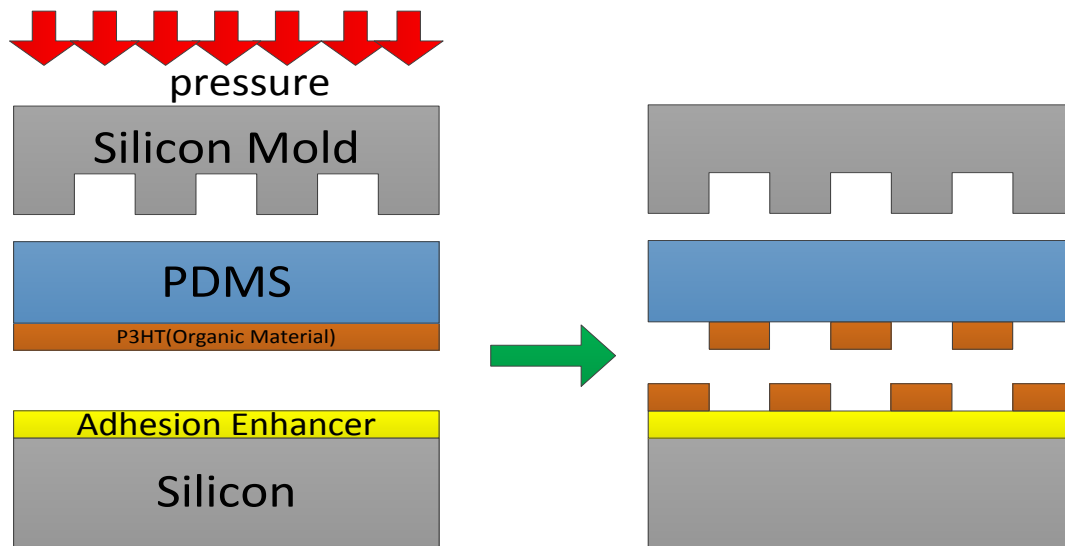 pressure
Silicon Mold
PDMS
P3HT(Organic Material)
Adhesion Enhancer
Silicon